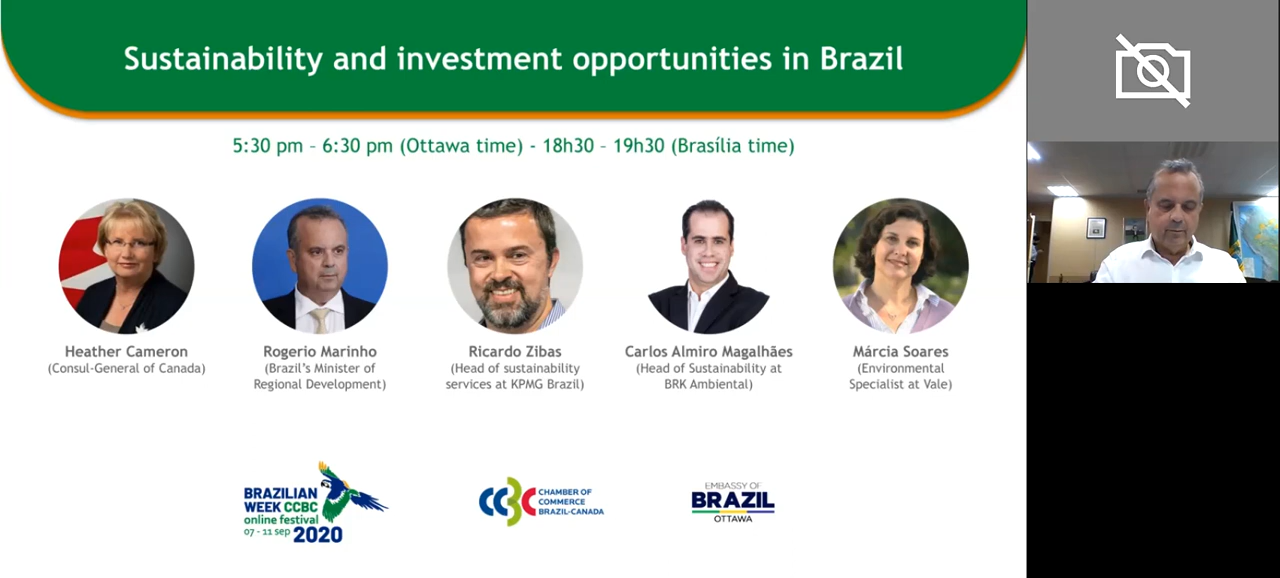 Sustainability and investment opportunities in Brazil
5:30 pm – 6:30 pm (Ottawa time) - 18h30 – 19h30 (Brasília time)
Heather Cameron
(Consul-General of Canada)
Rogerio Marinho
(Brazil's Minister of
Regional Development)
Ricardo Zibas
(Head of sustainability
services at KPMG Brazil)
Carlos Almiro Magalhães
(Head of Sustainability at
BRK Ambiental)
Márcia Soares
(Environmental
Specialist at Vale)
BRAZILIAN
WEEK CCBC
online festival
07 - 11 sep 2020
CCBC
CHAMBER OF
COMMERCE
BRAZIL-CANADA
EMBASSY OF
BRAZIL
OTTAWA